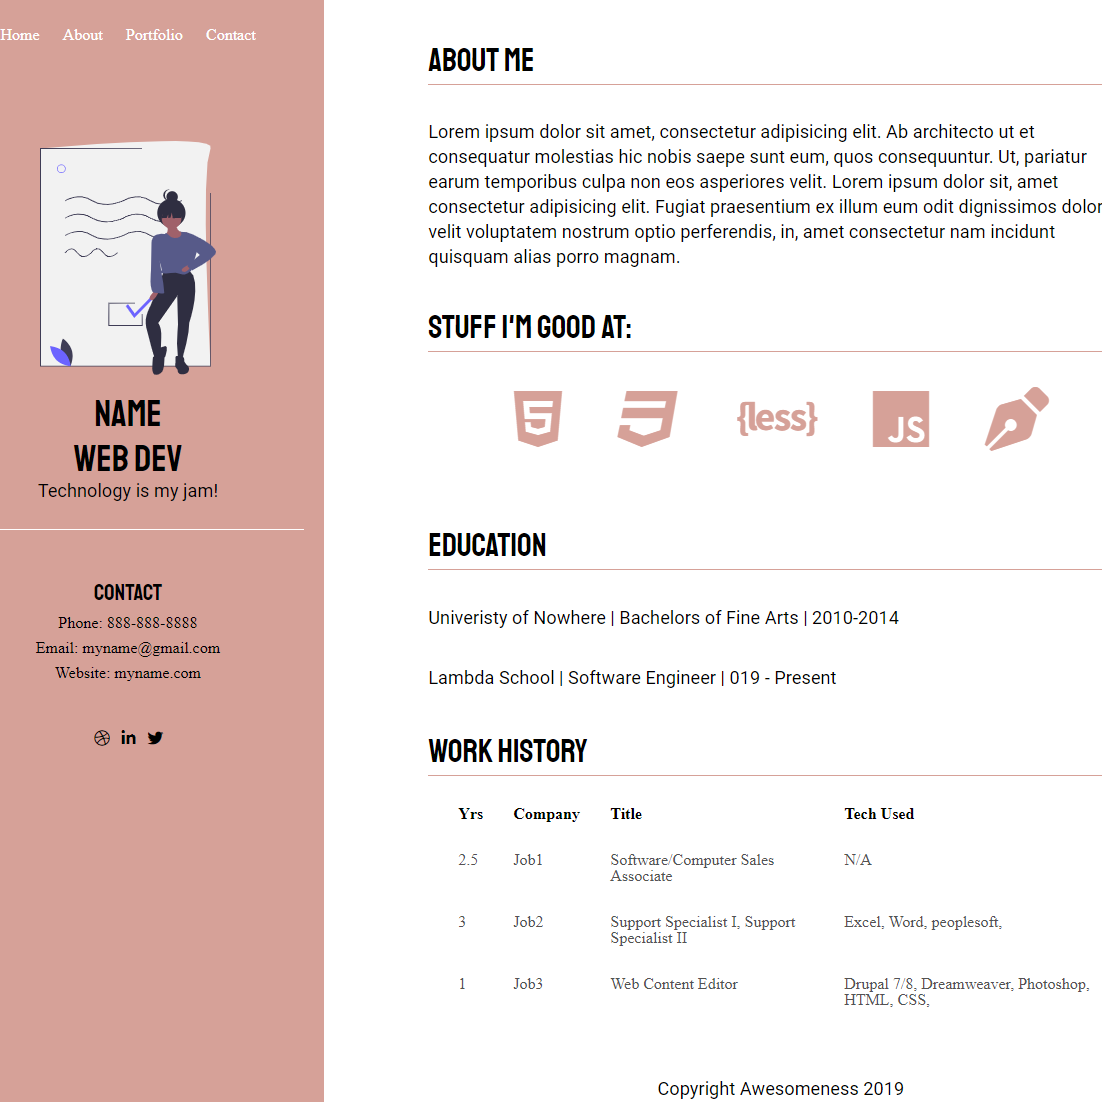 Home About Portfolio Contact
NAME
WEB DEV
Technology is my jam!
CONTACT
Phone: 888-888-8888
Email: myname@gmail.com
Website: myname.com
in
ABOUT ME
Lorem ipsum dolor sit amet, consectetur adipisicing elit. Ab architecto ut et
consequatur molestias hic nobis saepe sunt eum, quos consequuntur. Ut, pariatur
earum temporibus culpa non eos asperiores velit. Lorem ipsum dolor sit, amet
consectetur adipisicing elit. Fugiat praesentium ex illum eum odit dignissimos dolor
velit voluptatem nostrum optio perferendis, in, amet consectetur nam incidunt
quisquam alias porro magnam.
STUFF I'M GOOD AT:
5 {less} JS
EDUCATION
Univeristy of Nowhere | Bachelors of Fine Arts | 2010-2014
Lambda School | Software Engineer | 019 - Present
WORK HISTORY
Yrs Company Title Tech Used
2.5 Job1 Software/Computer Sales N/A
Associate
3 Job2 Support Specialist I, Support Excel, Word, peoplesoft,
Specialist II
1 Job3 Web Content Editor Drupal 7/8, Dreamweaver, Photoshop,
HTML, CSS,
Copyright Awesomeness 2019